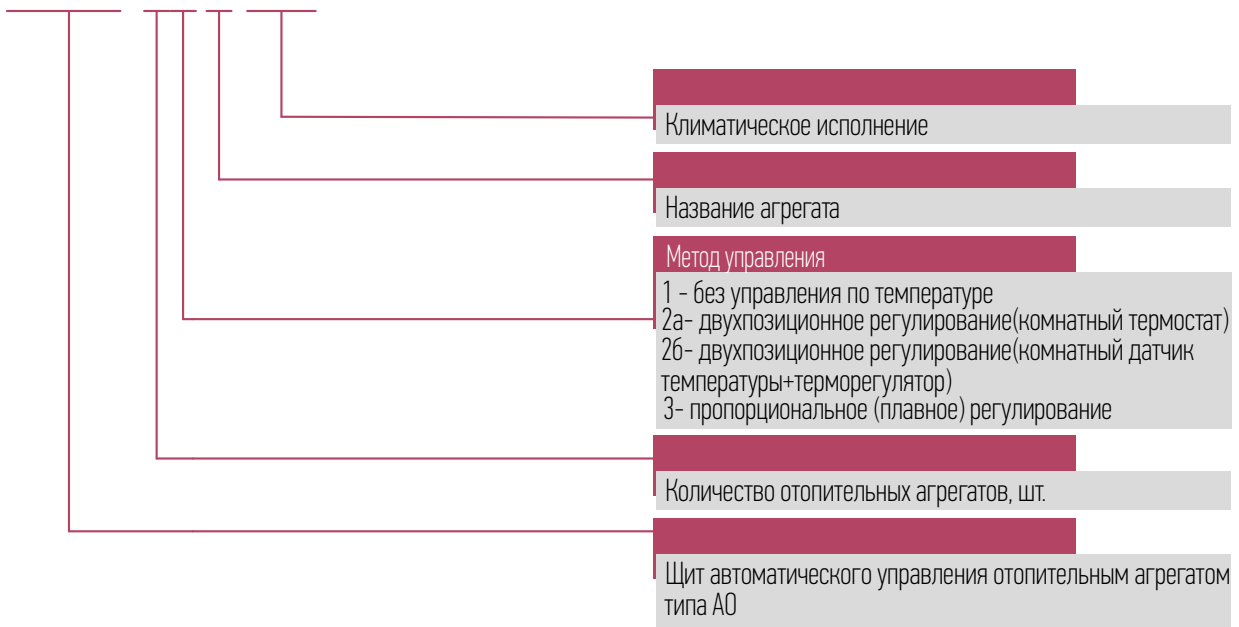 Климатическое исполнение
Название агрегата
Метод управления
1 - без управления по температуре
2а- двухпозиционное регулирование(комнатный термостат)
2б- двухпозиционное регулирование(комнатный датчик
температуры+терморегулятор)
3- пропорциональное (плавное) регулирование
Количество отопительных агрегатов, шт.
Щит автоматического управления отопительным агрегатом
типа АО